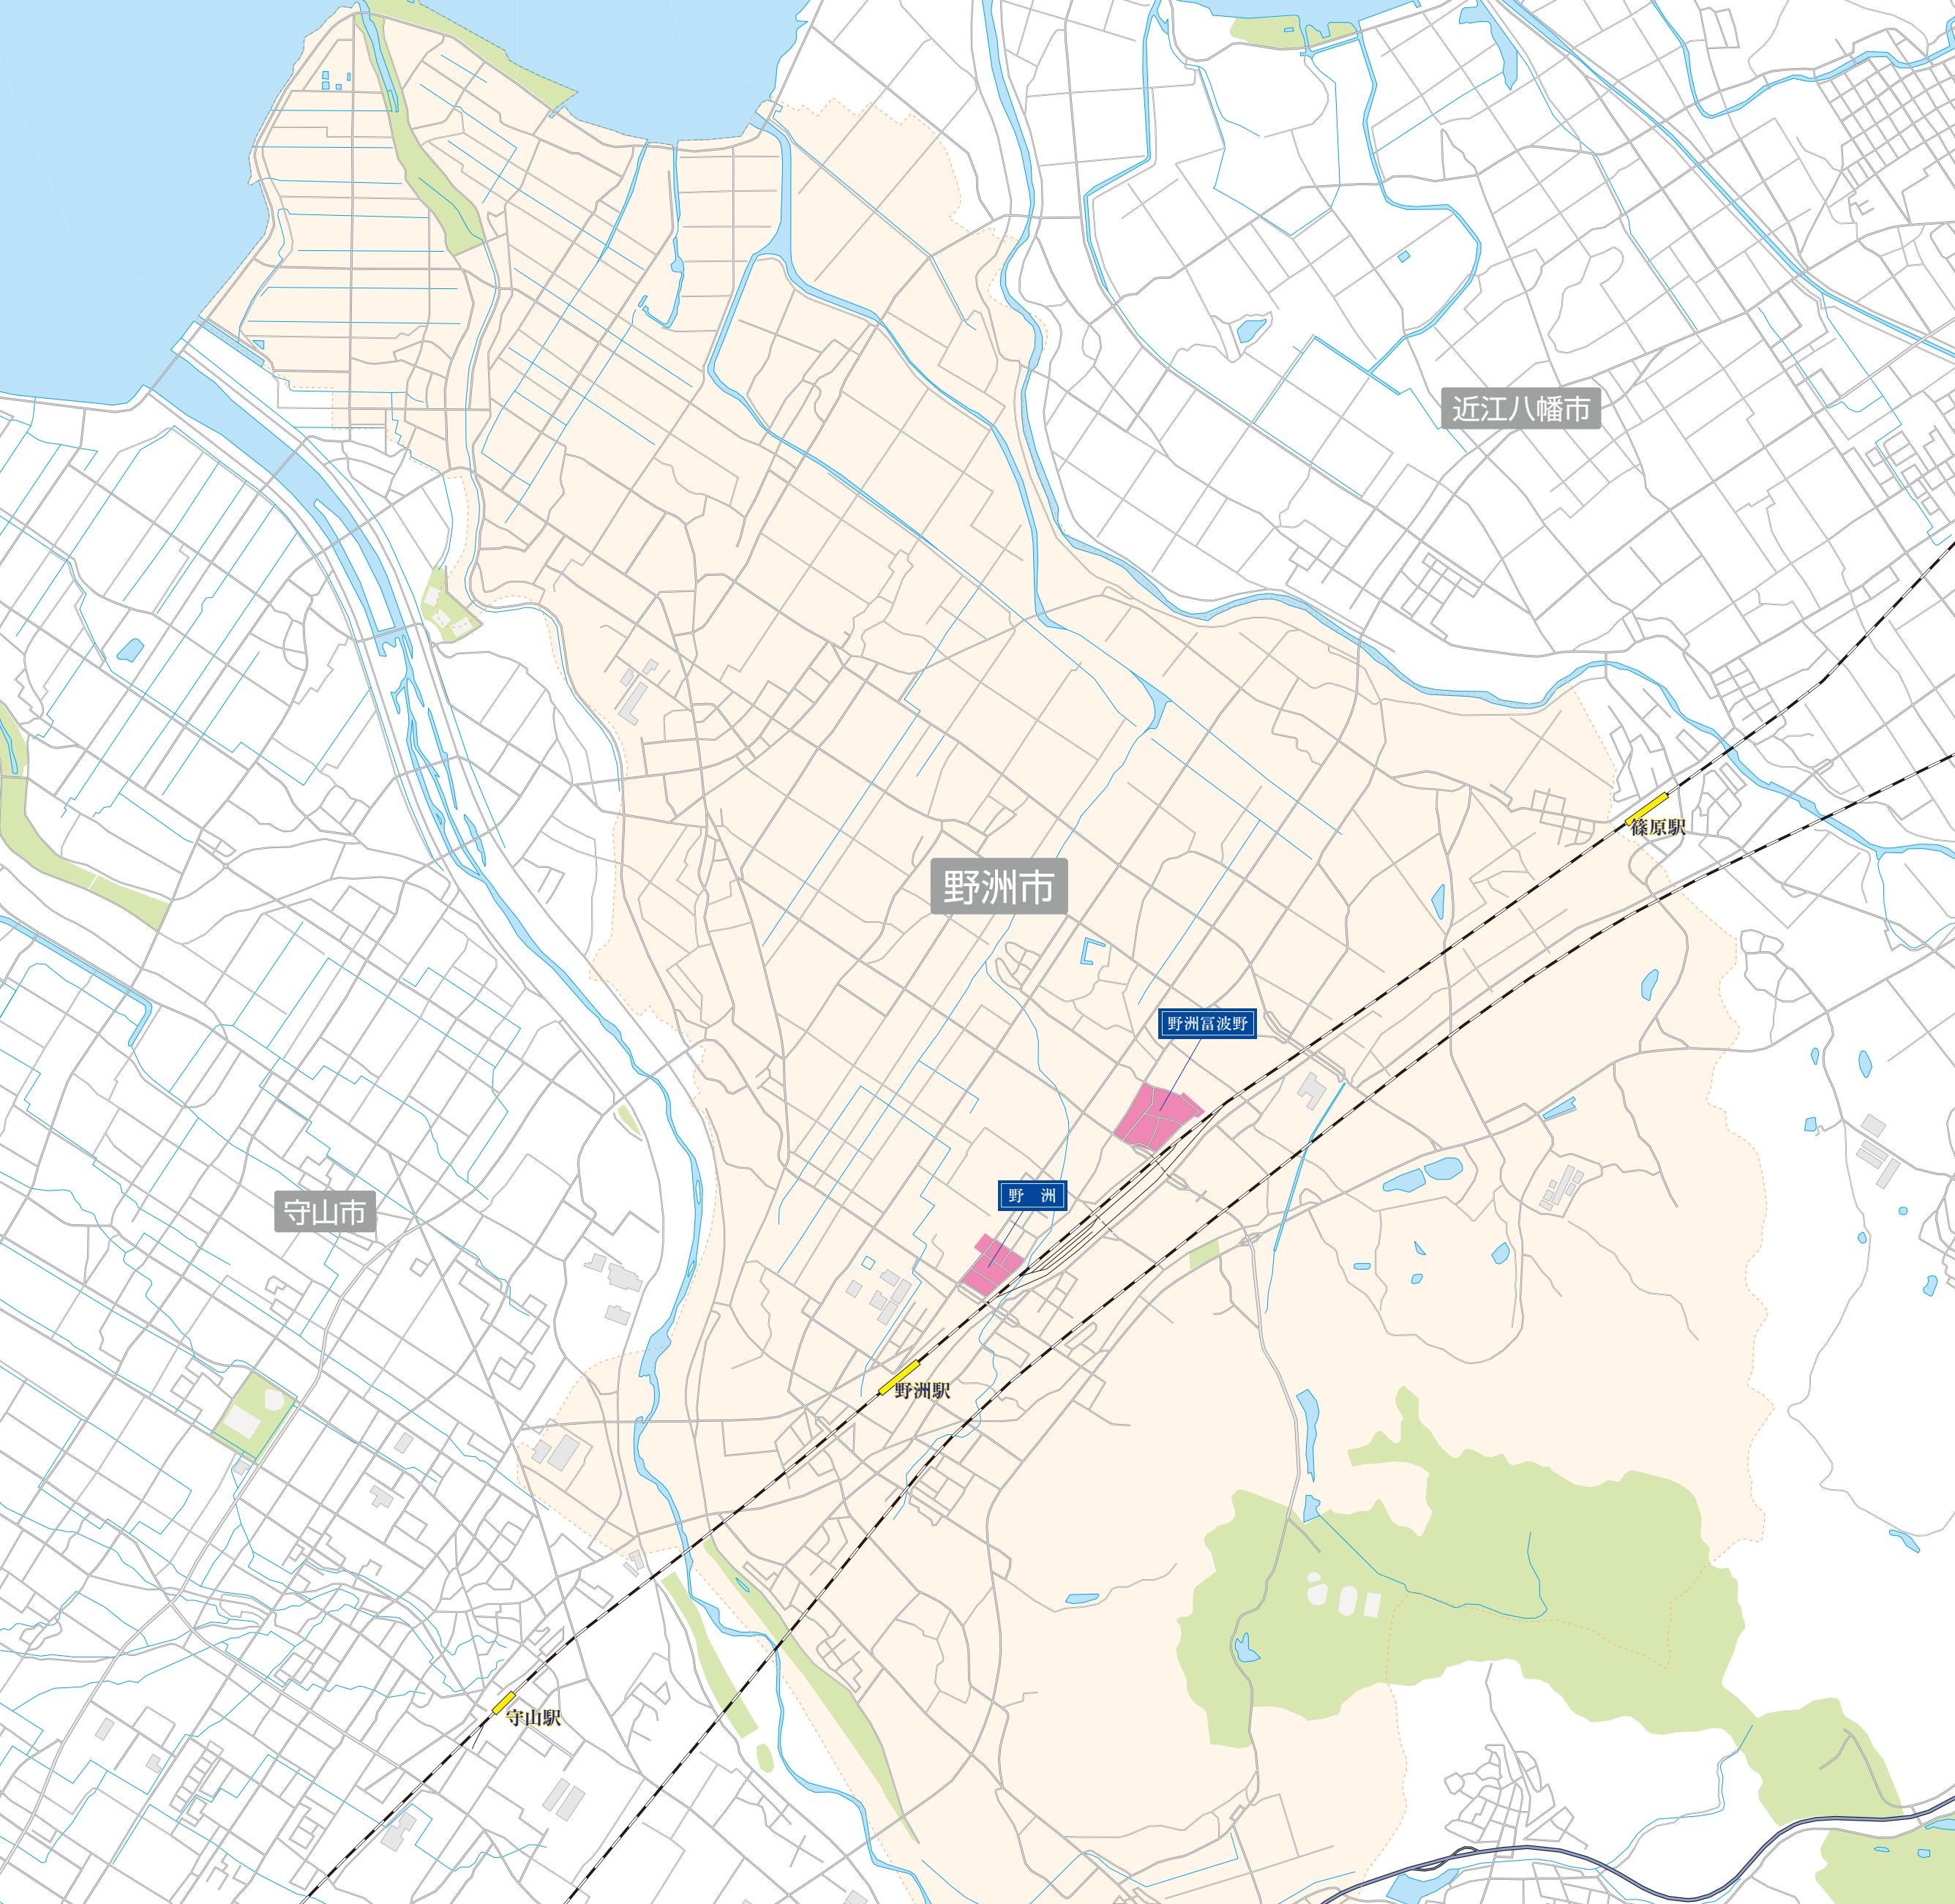 近江八幡市
篠原駅
野洲市
野洲冨波野
野　洲
守山市
野洲駅
守山駅